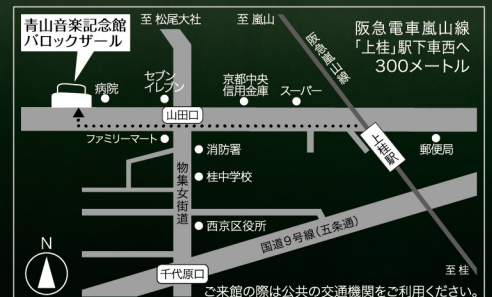 青山音楽記念館
バロックザール
至 松尾大社
至 嵐山
阪急嵐山線
阪急電車嵐山線
「上桂」駅下車西へ
300メートル
病院
セブン
イレブン
京都中央
信用金庫
スーパー
山田口
ファミリーマート
消防署
上桂駅
郵便局
物集女街道
桂中学校
西京区役所
国道9号線（五条通）
N
千代原口
至 桂
ご来館の際は公共の交通機関をご利用ください。